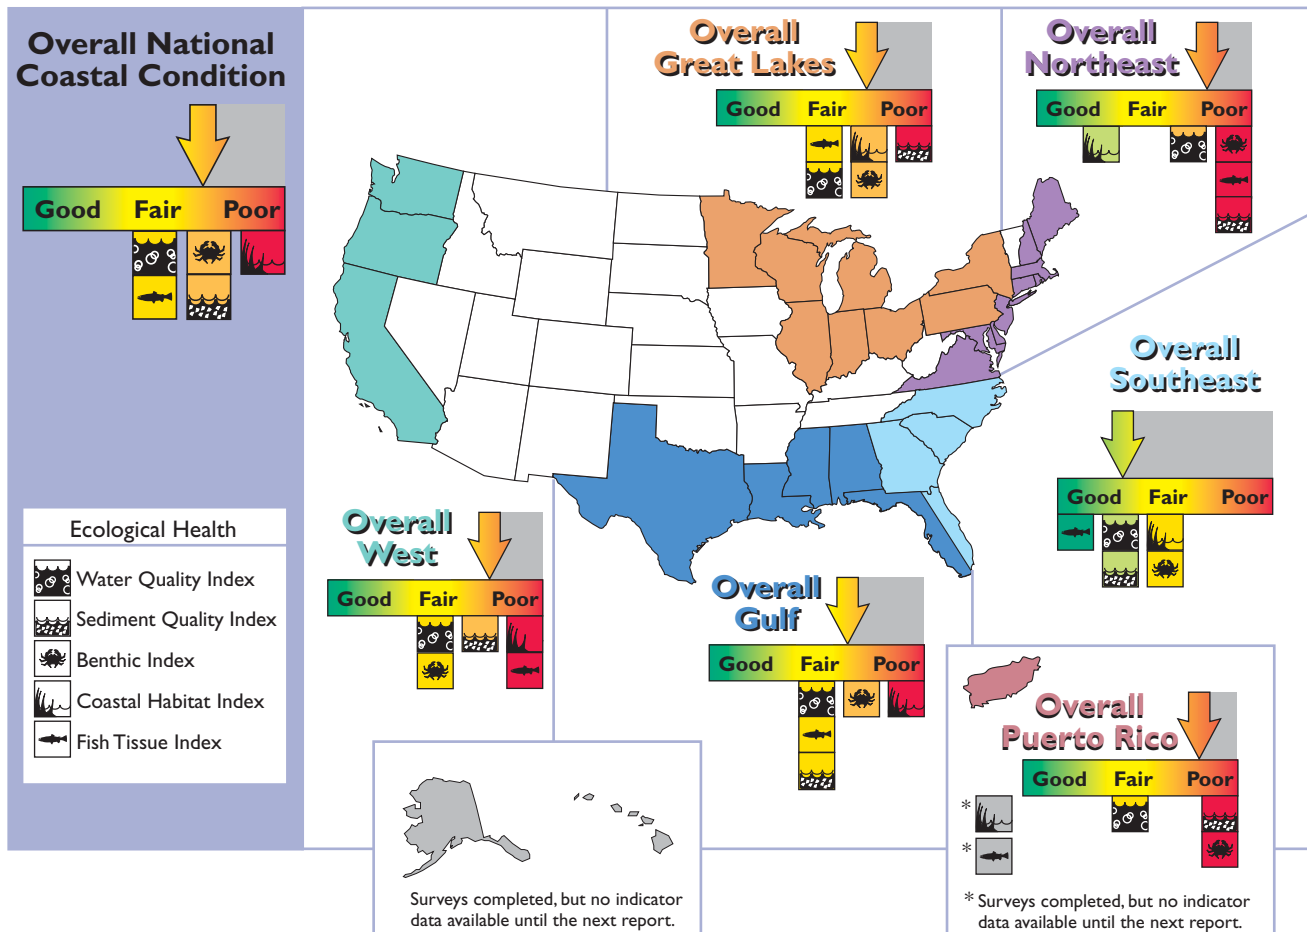 Overall National
Coastal Condition
Good Fair Poor
Ecological Health
Water Quality Index
Sediment Quality Index
Benthic Index
Coastal Habitat Index
Fish Tissue Index
Overall
Great Lakes
Good Fair Poor
Overall
Northeast
Good Fair Poor
Overall
Southeast
Good Fair Poor
Overall
West
Good Fair Poor
Overall
Gulf
Good Fair Poor
Overall
Puerto Rico
Good Fair Poor
*
*
* Surveys completed, but no indicator
data available until the next report.
Surveys completed, but no indicator
data available until the next report.